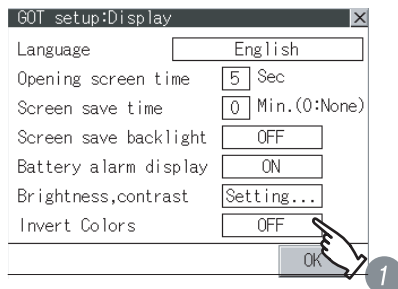 GOT setup:Display ×
Language English
Opening screen time 5 Sec
Screen save time 0 Min.(0:None)
Screen save backlight OFF
Battery alarm display ON
Brightness,contrast Setting...
Invert Colors OFF
OK
1